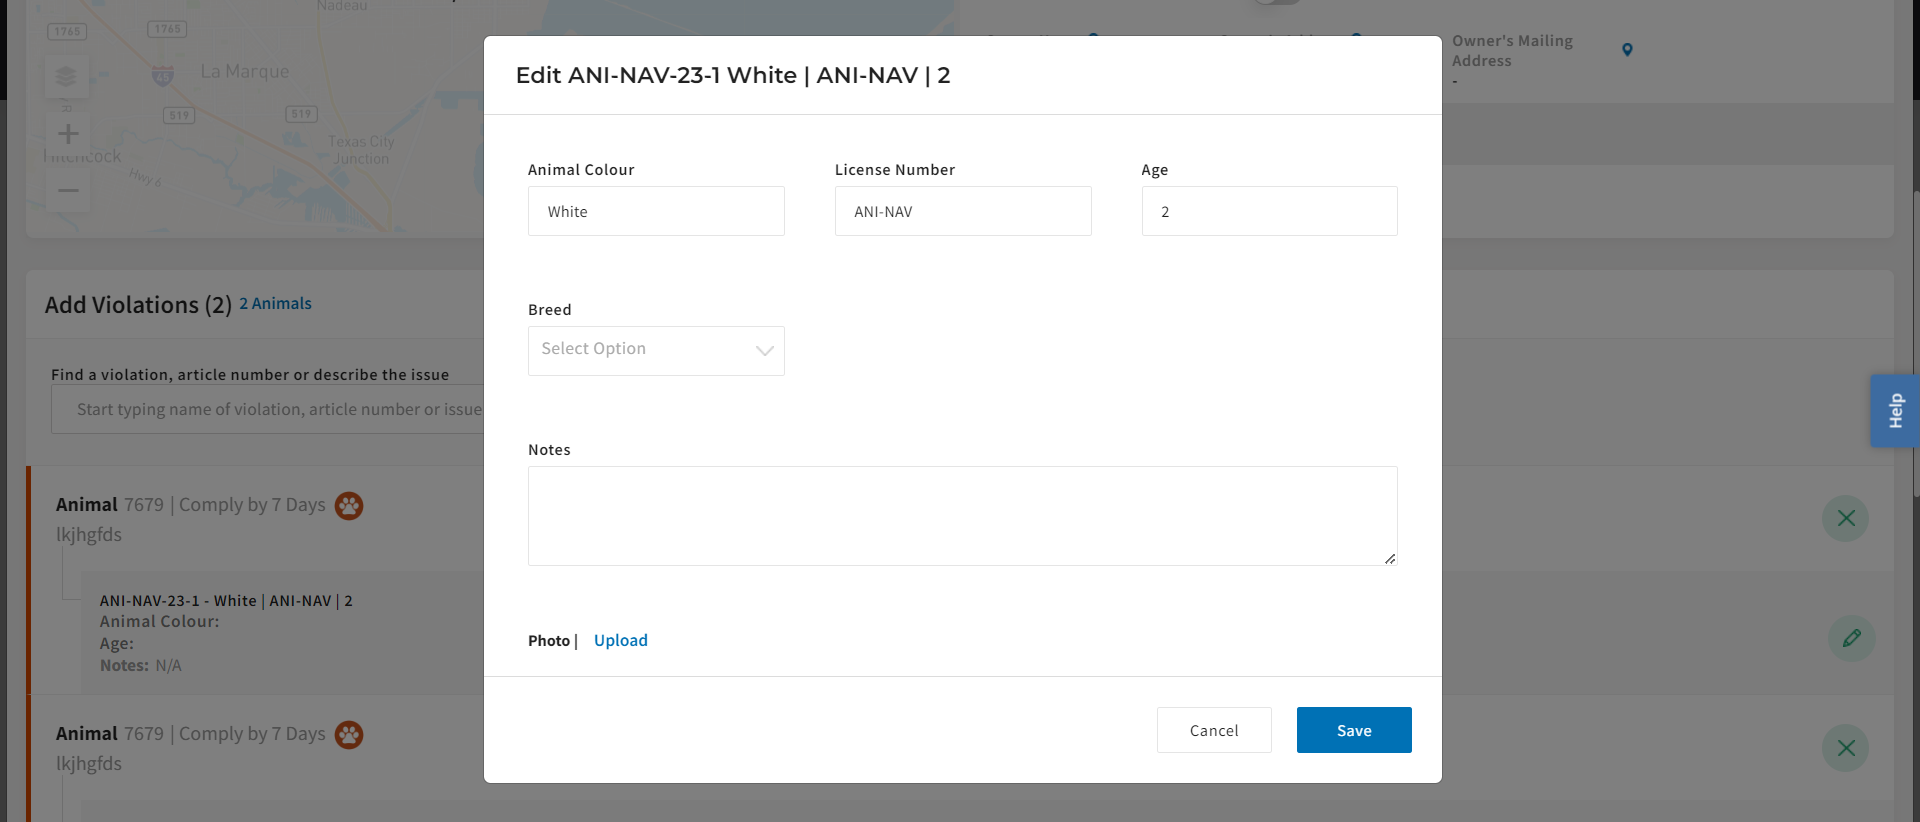 Nadeau
1765
1765
La Marque
45
519
519
Texas City
Junction
Hitchcock
Hwy 6
Owner's Mailing
Address
-
Edit ANI-NAV-23-1 White | ANI-NAV | 2
Animal Colour
License Number
Age
White
ANI-NAV
2
Breed
Select Option
Notes
Photo | Upload
Cancel
Save
Add Violations (2) 2 Animals
Find a violation, article number or describe the issue
Start typing name of violation, article number or issue
Animal 7679 | Comply by 7 Days
lkjhgfds
ANI-NAV-23-1 - White | ANI-NAV | 2
Animal Colour:
Age:
Notes: N/A
Animal 7679 | Comply by 7 Days
lkjhgfds
Help